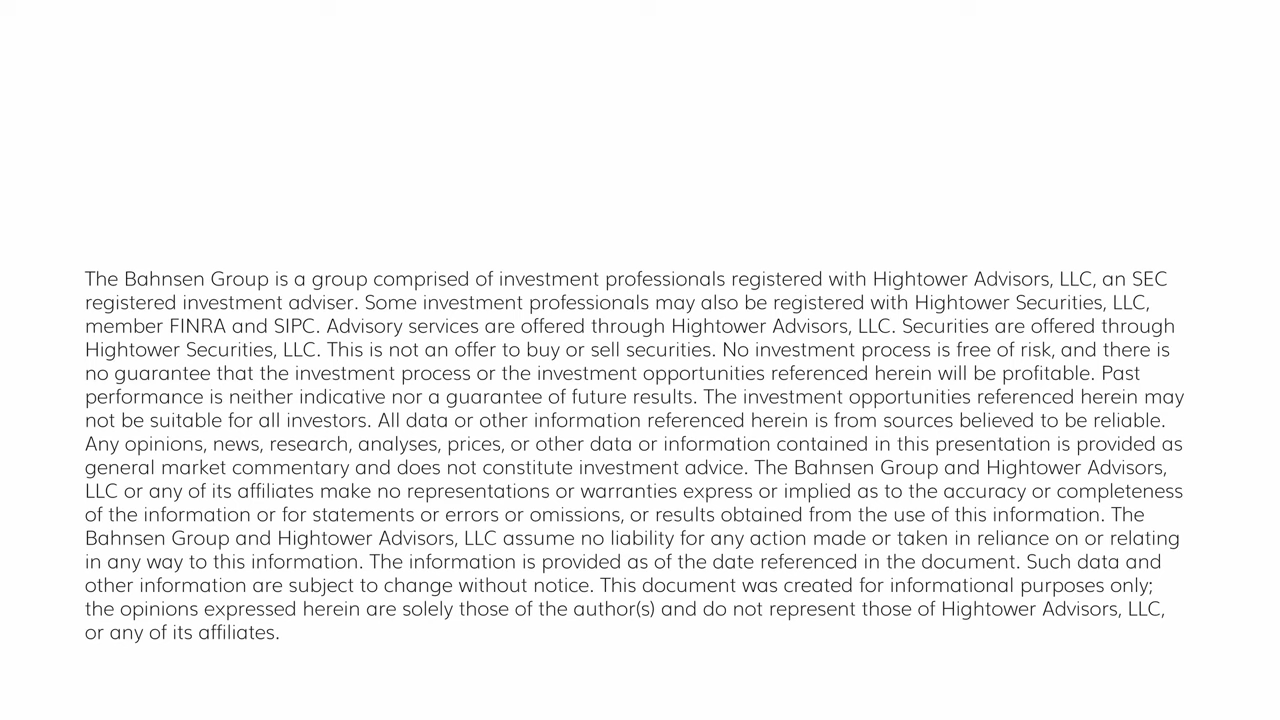 The Bahnsen Group is a group comprised of investment professionals registered with Hightower Advisors, LLC, an SEC
registered investment adviser. Some investment professionals may also be registered with Hightower Securities, LLC,
member FINRA and SIPC. Advisory services are offered through Hightower Advisors, LLC. Securities are offered through
Hightower Securities, LLC. This is not an offer to buy or sell securities. No investment process is free of risk, and there is
no guarantee that the investment process or the investment opportunities referenced herein will be profitable. Past
performance is neither indicative nor a guarantee of future results. The investment opportunities referenced herein may
not be suitable for all investors. All data or other information referenced herein is from sources believed to be reliable.
Any opinions, news, research, analyses, prices, or other data or information contained in this presentation is provided as
general market commentary and does not constitute investment advice. The Bahnsen Group and Hightower Advisors,
LLC or any of its affiliates make no representations or warranties express or implied as to the accuracy or completeness
of the information or for statements or errors or omissions, or results obtained from the use of this information. The
Bahnsen Group and Hightower Advisors, LLC assume no liability for any action made or taken in reliance on or relating
in any way to this information. The information is provided as of the date referenced in the document. Such data and
other information are subject to change without notice. This document was created for informational purposes only;
the opinions expressed herein are solely those of the author(s) and do not represent those of Hightower Advisors, LLC,
or any of its affiliates.